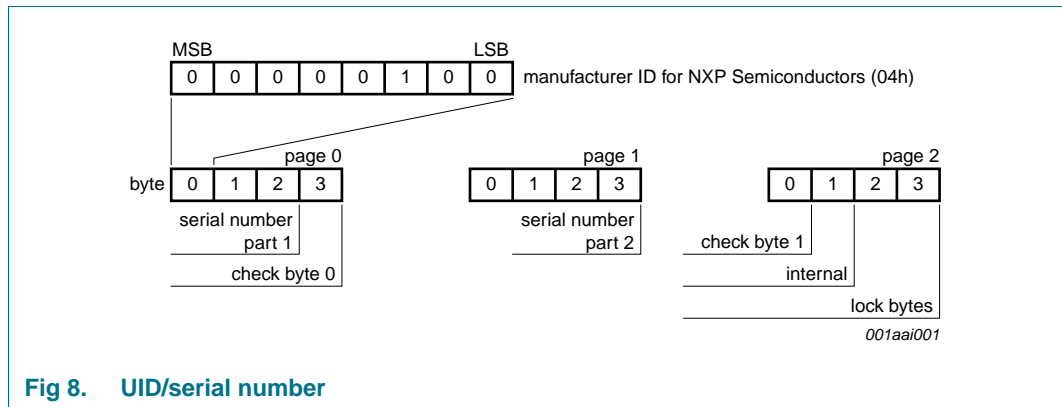 MSB LSB
0 0 0 0 0 1 0 0 manufacturer ID for NXP Semiconductors (04h)
page 0 page 1 page 2
byte 0 1 2 3 0 1 2 3 0 1 2 3
serial number serial number
part 1 part 2 check byte 1
check byte 0 internal
lock bytes
001aai001
Fig 8. UID/serial number